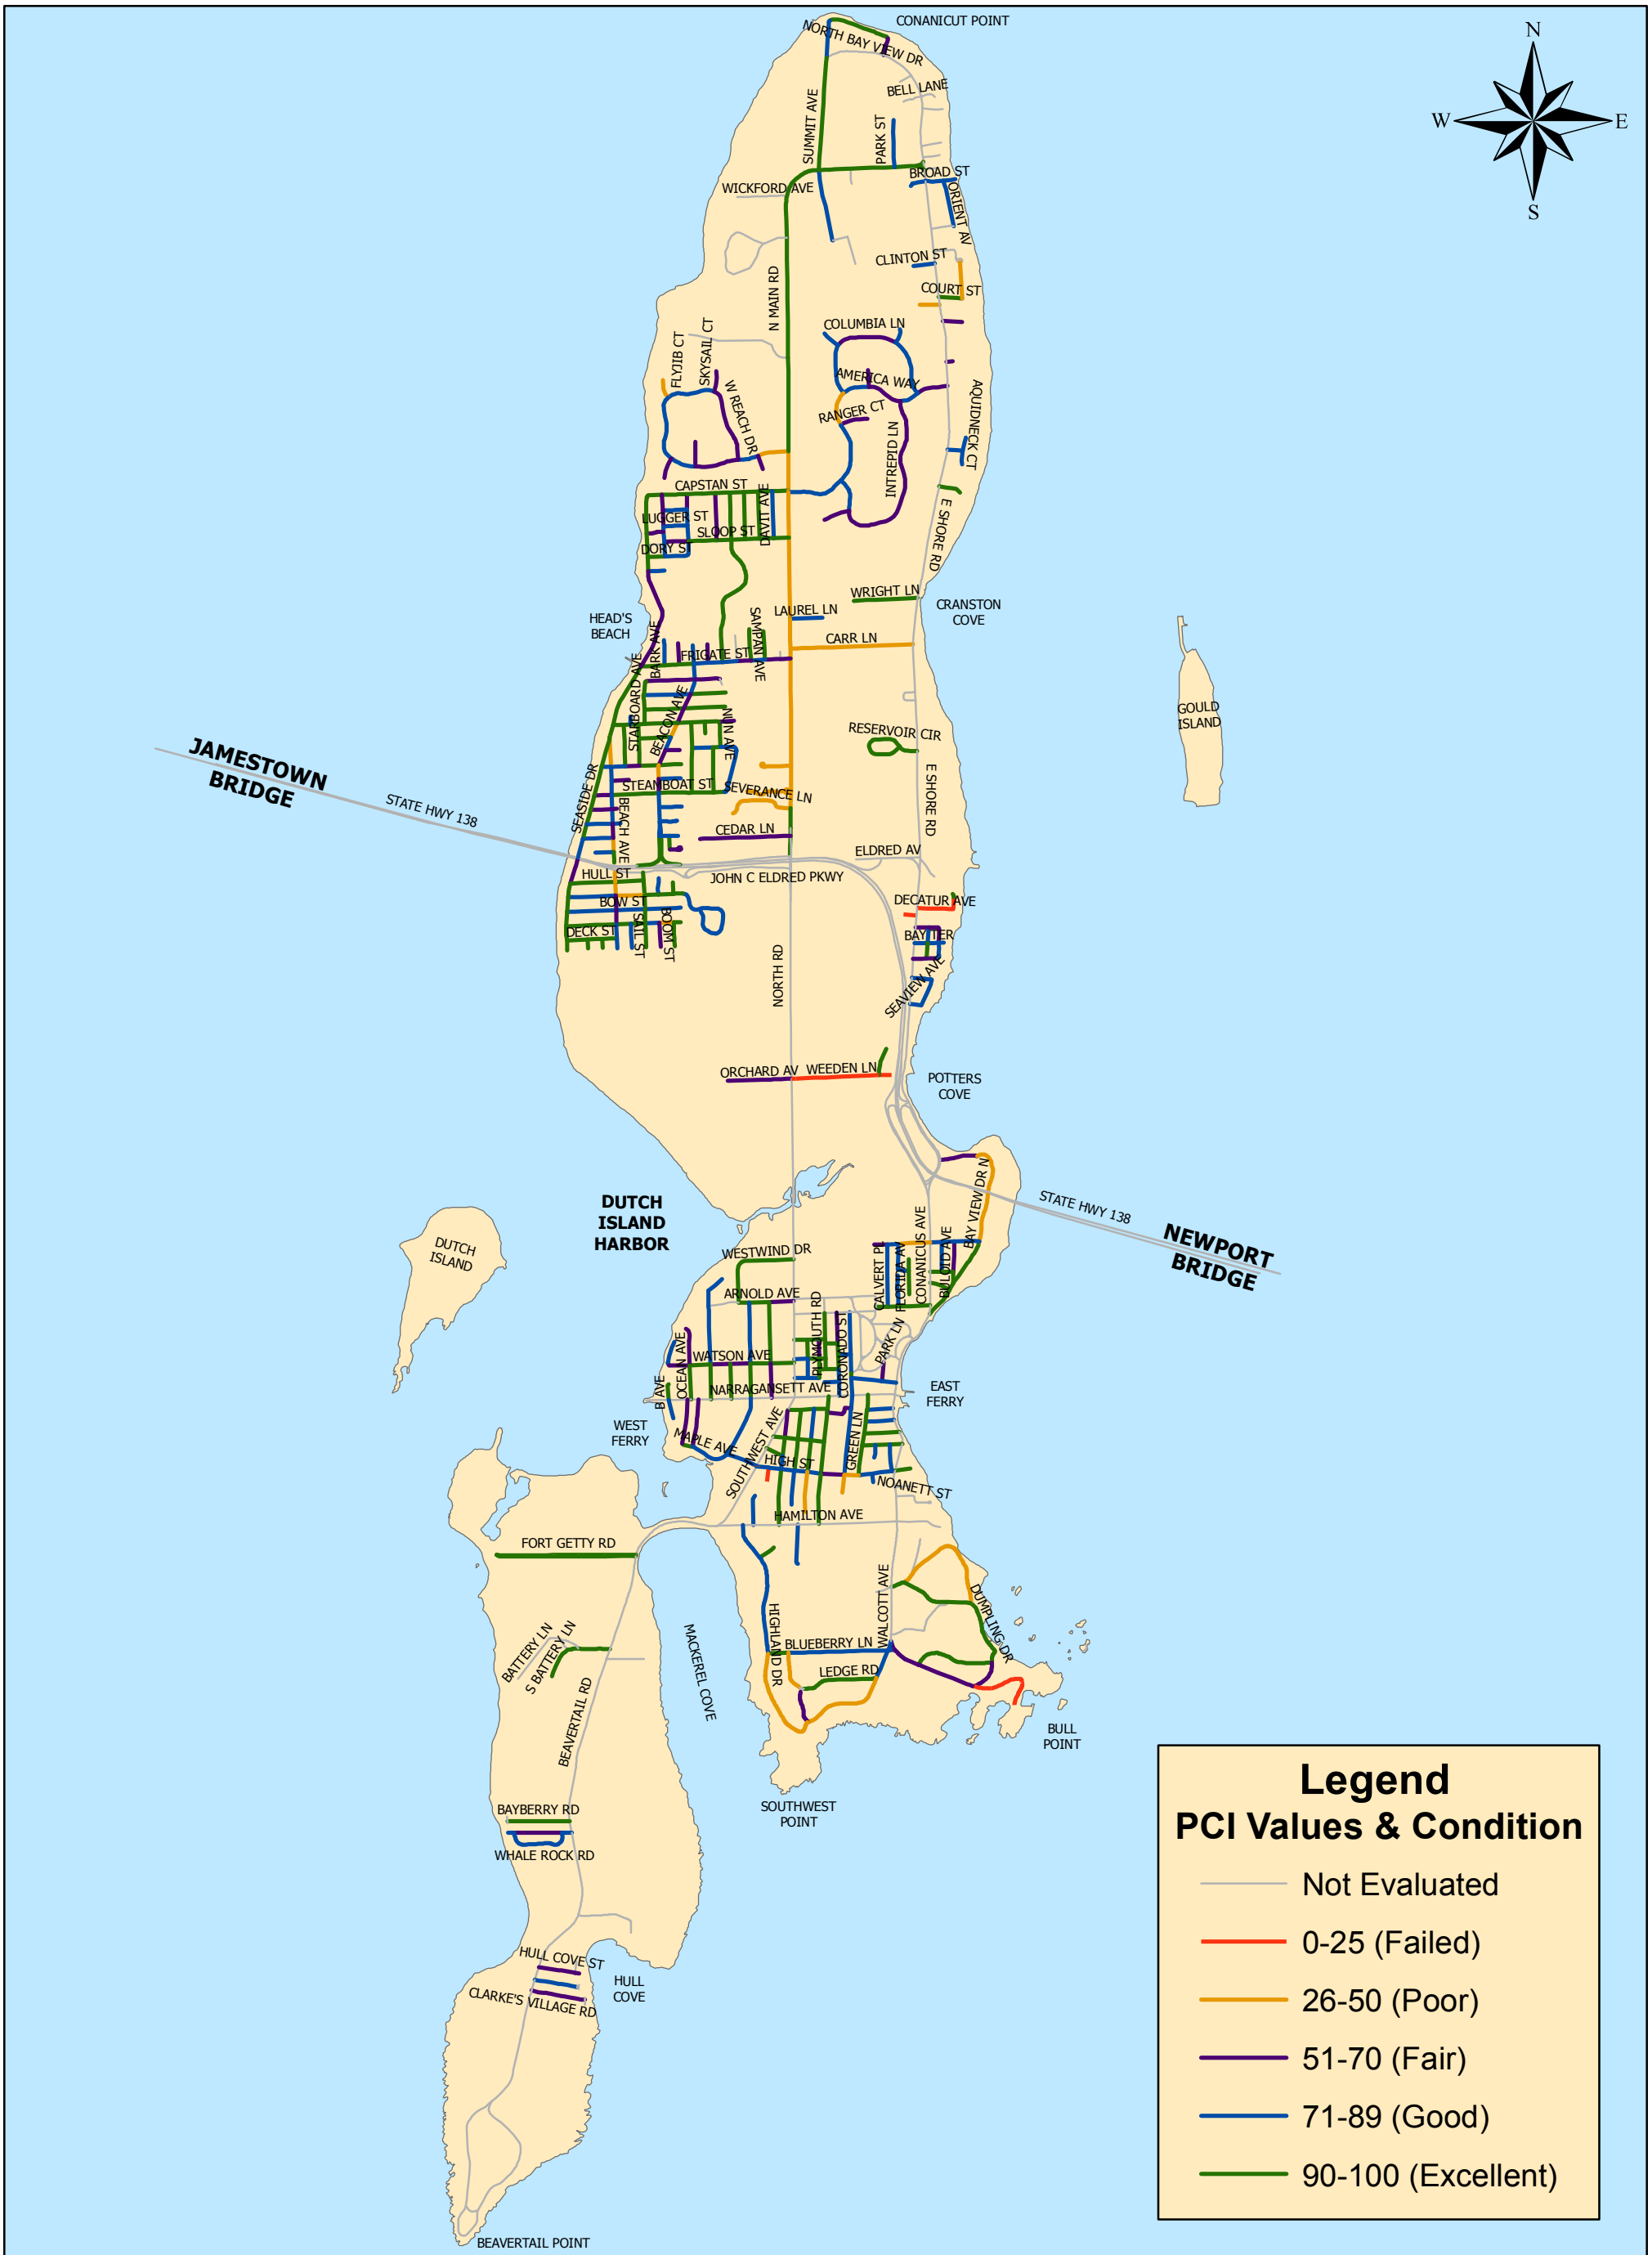 CONANICUT POINT
NORTH BAY VIEW DR
N
W
E
S
BELL LANE
SUMMIT AVE
PARK ST
BROAD ST
WICKFORD AVE
ORIENT AV
CLINTON ST
COURT ST
N MAIN RD
COLUMBIA LN
FLYJIB CT
SKYSAIL CT
W REACH DR
AMERICA WAY
RANGER CT
AQUIDNECK CT
INTREPID LN
CAPSTAN ST
LUGGER ST
SLOOP ST
DAVIT AVE
DORY ST
E SHORE RD
WRIGHT LN
LAUREL LN
CRANSTON
COVE
HEAD'S
BEACH
SAMPAN AVE
CARR LN
BARK AVE
FRIGATE ST
STARBOARD AVE
BEACON AVE
NUN AVE
GOULD
ISLAND
RESERVOIR CIR
JAMESTOWN
BRIDGE
STATE HWY 138
SEASIDE DR
STEAMBOAT ST
SEVERANCE LN
E SHORE RD
BEACH AVE
CEDAR LN
ELDRED AV
HULL ST
JOHN C ELDRED PKWY
BOW ST
DECATUR AVE
DECK ST
SAIL ST
BOOM ST
BAY TER
SEAVIEW AVE
NORTH RD
ORCHARD AV
WEEDEN LN
POTTERS
COVE
DUTCH
ISLAND
HARBOR
DUTCH
ISLAND
BAY VIEW DR N
STATE HWY 138
NEWPORT
BRIDGE
WESTWIND DR
CALVERT PL
FLORIDA AV
CONANICUS AVE
BULOID AVE
ARNOLD AVE
PLYMOUTH RD
CORONADO ST
PARK LN
OCEAN AVE
WATSON AVE
B AVE
NARRAGANSETT AVE
EAST
FERRY
WEST
FERRY
MAPLE AVE
SOUTHWEST AVE
GREEN LN
HIGH ST
NOANETT ST
HAMILTON AVE
FORT GETTY RD
WALCOTT AVE
DUMPLING DR
HIGHLAND DR
BATTERY LN
S BATTERY LN
MACKEREL COVE
BLUEBERRY LN
LEDGE RD
BEAVERTAIL RD
BULL
POINT
SOUTHWEST
POINT
BAYBERRY RD
WHALE ROCK RD
HULL COVE ST
HULL
COVE
CLARKE'S VILLAGE RD
BEAVERTAIL POINT
Legend
PCI Values & Condition
Not Evaluated
0-25 (Failed)
26-50 (Poor)
51-70 (Fair)
71-89 (Good)
90-100 (Excellent)